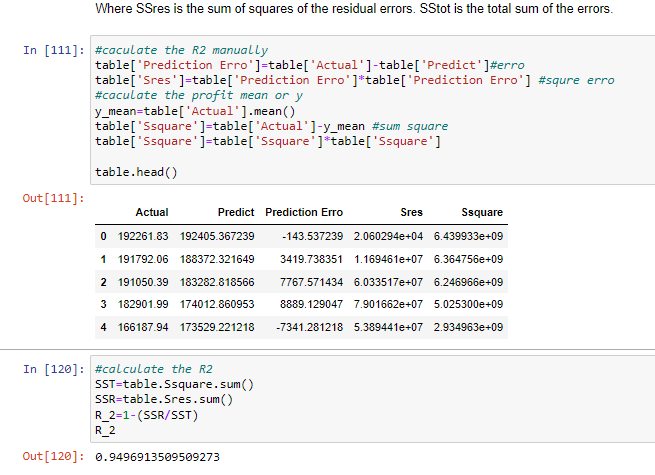 Where SSres is the sum of squares of the residual errors. SStot is the total sum of the errors.
In [111]: #caculate the R2 manually
table['Prediction Erro']=table['Actual']-table['Predict']#erro
table['Sres']=table['Prediction Erro']*table['Prediction Erro'] #squre erro
#caculate the profit mean or y
y_mean=table['Actual'].mean()
table['Ssquare']=table['Actual']-y_mean #sum square
table['Ssquare']=table['Ssquare']*table['Ssquare']
table.head()
Out[111]:
Actual Predict Prediction Erro Sres Ssquare
0 192261.83 192405.367239 -143.537239 2.060294e+04 6.439933e+09
1 191792.06 188372.321649 3419.738351 1.169461e+07 6.364756e+09
2 191050.39 183282.818566 7767.571434 6.033517e+07 6.246966e+09
3 182901.99 174012.860953 8889.129047 7.901662e+07 5.025300e+09
4 166187.94 173529.221218 -7341.281218 5.389441e+07 2.934963e+09
In [120]: #calculate the R2
SST=table.Ssquare.sum()
SSR=table.Sres.sum()
R_2=1-(SSR/SST)
R_2
Out[120]: 0.9496913509509273